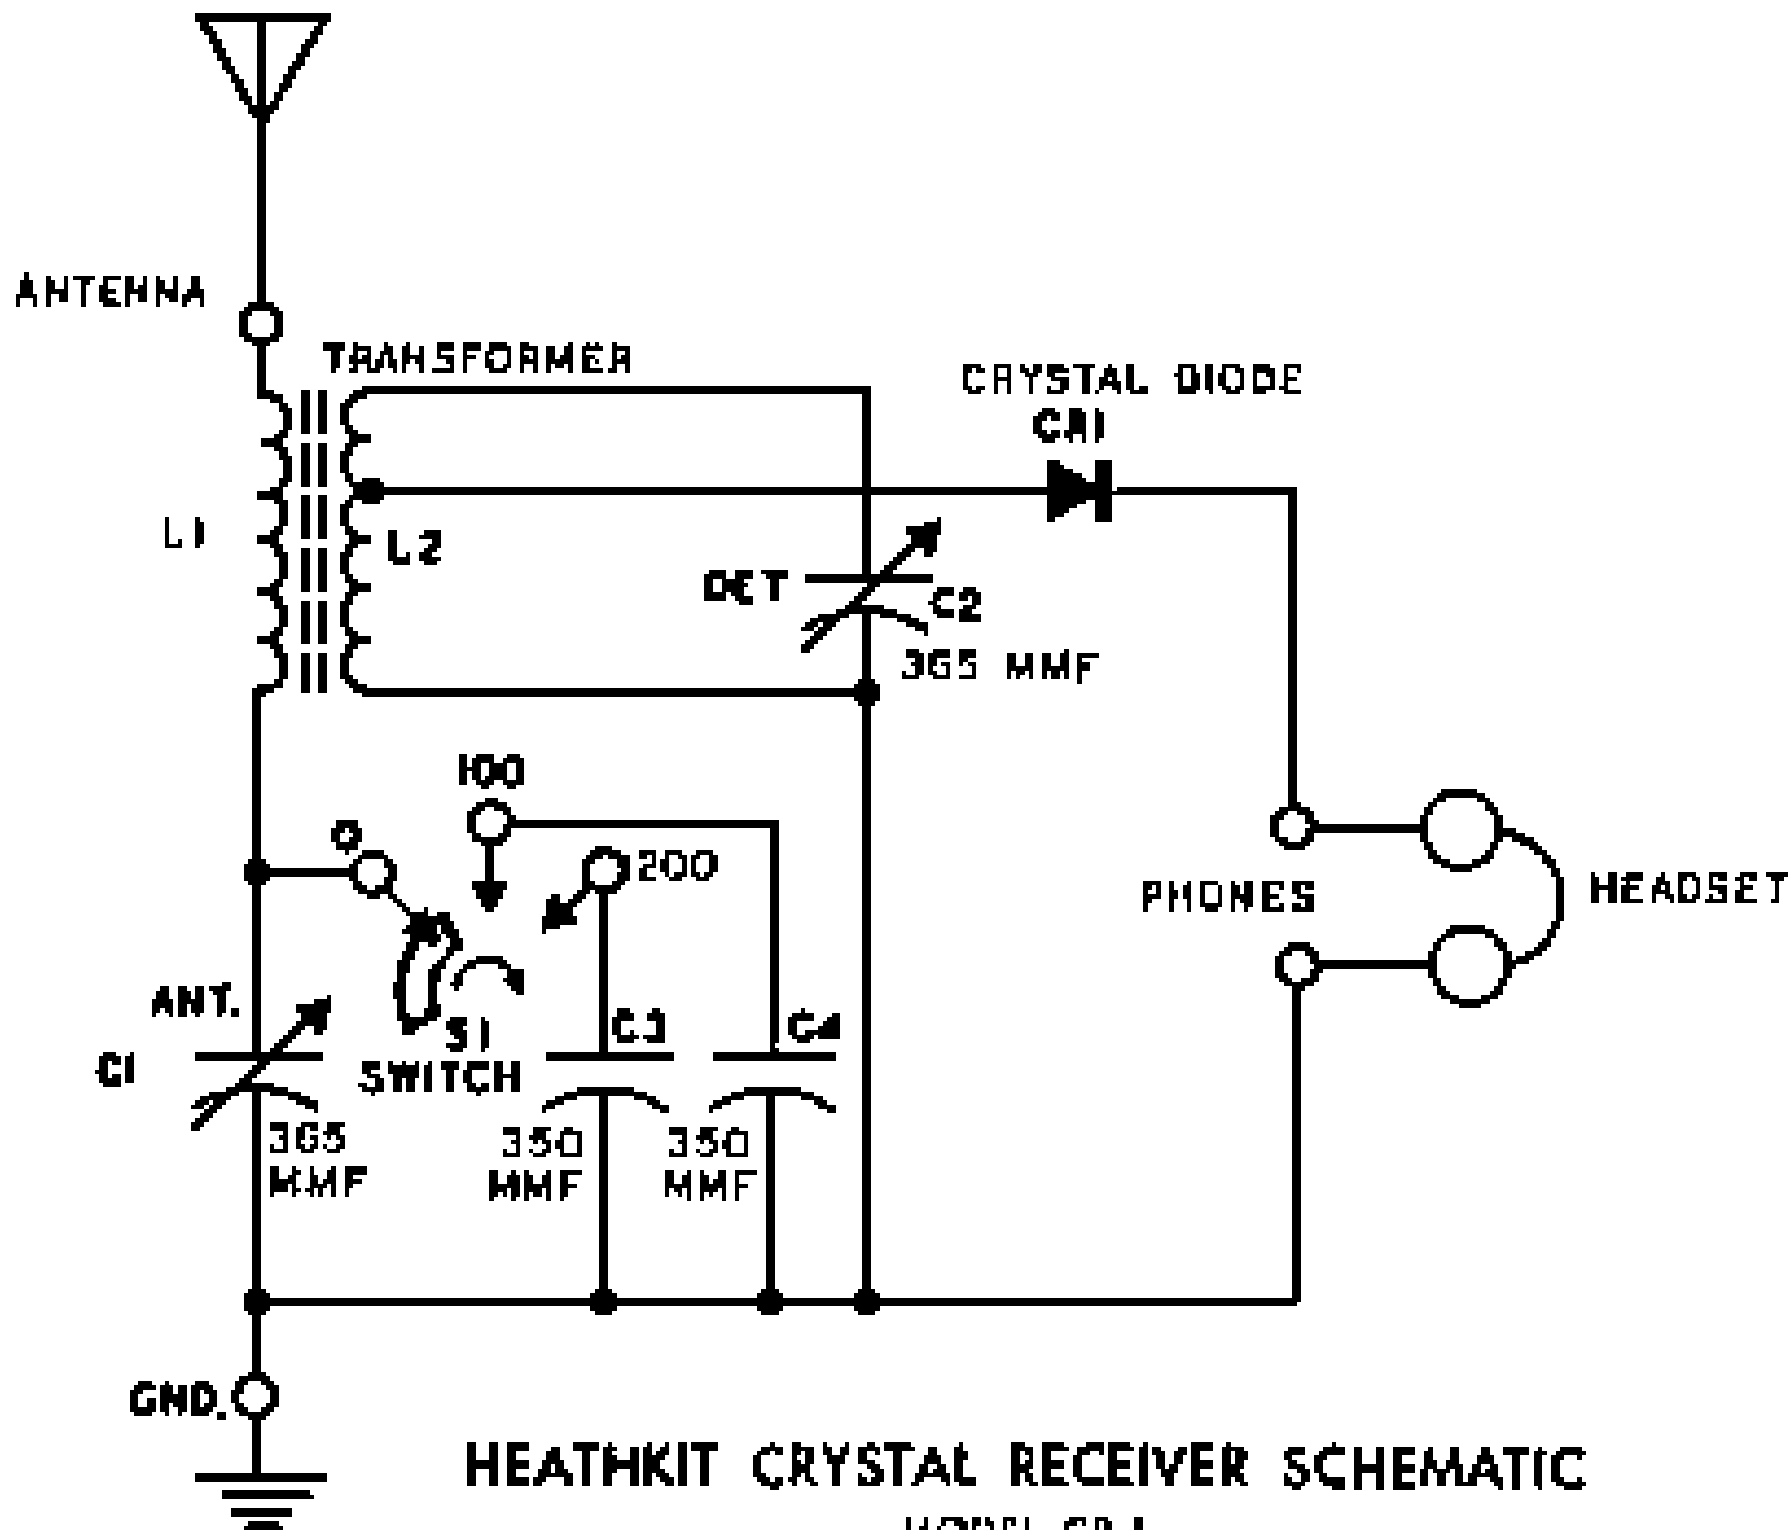 ANTENNA
TRANSFORMER
CRYSTAL DIODE
CR1
L1
L2
DET
C2
365 MMF
100
0
200
PHONES
HEADSET
ANT.
C1
S1
SWITCH
C3
C4
365
MMF
350
MMF
350
MMF
GND.
HEATHKIT CRYSTAL RECEIVER SCHEMATIC